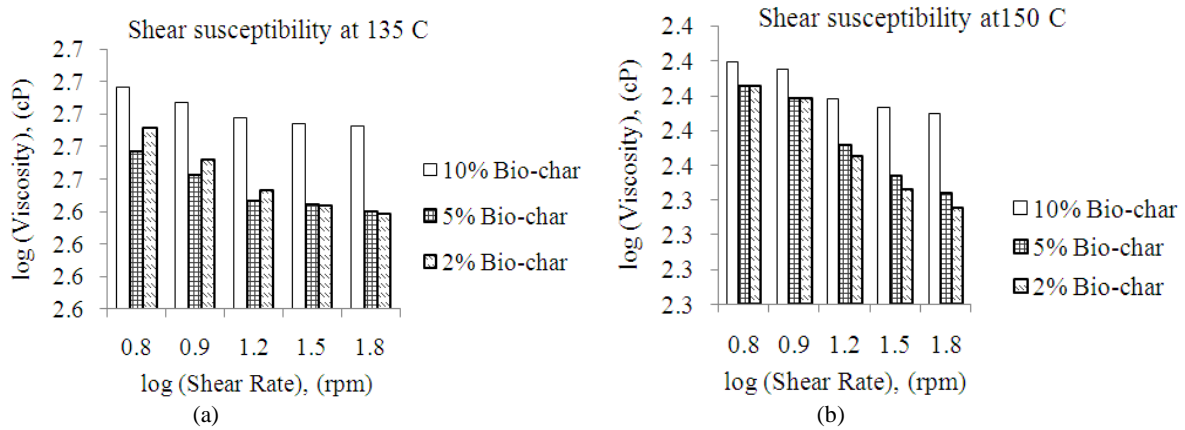 Shear susceptibility at 135 C
2.7
2.7
2.7
2.7
2.7
2.6
2.6
2.6
2.6
log (Viscosity), (cP)
0.8 0.9 1.2 1.5 1.8
log (Shear Rate), (rpm)
10% Bio-char
5% Bio-char
2% Bio-char
(a)
Shear susceptibility at150 C
2.4
2.4
2.4
2.4
2.4
2.3
2.3
2.3
2.3
log (Viscosity), (cP)
0.8 0.9 1.2 1.5 1.8
log (Shear Rate), (rpm)
10% Bio-char
5% Bio-char
2% Bio-char
(b)